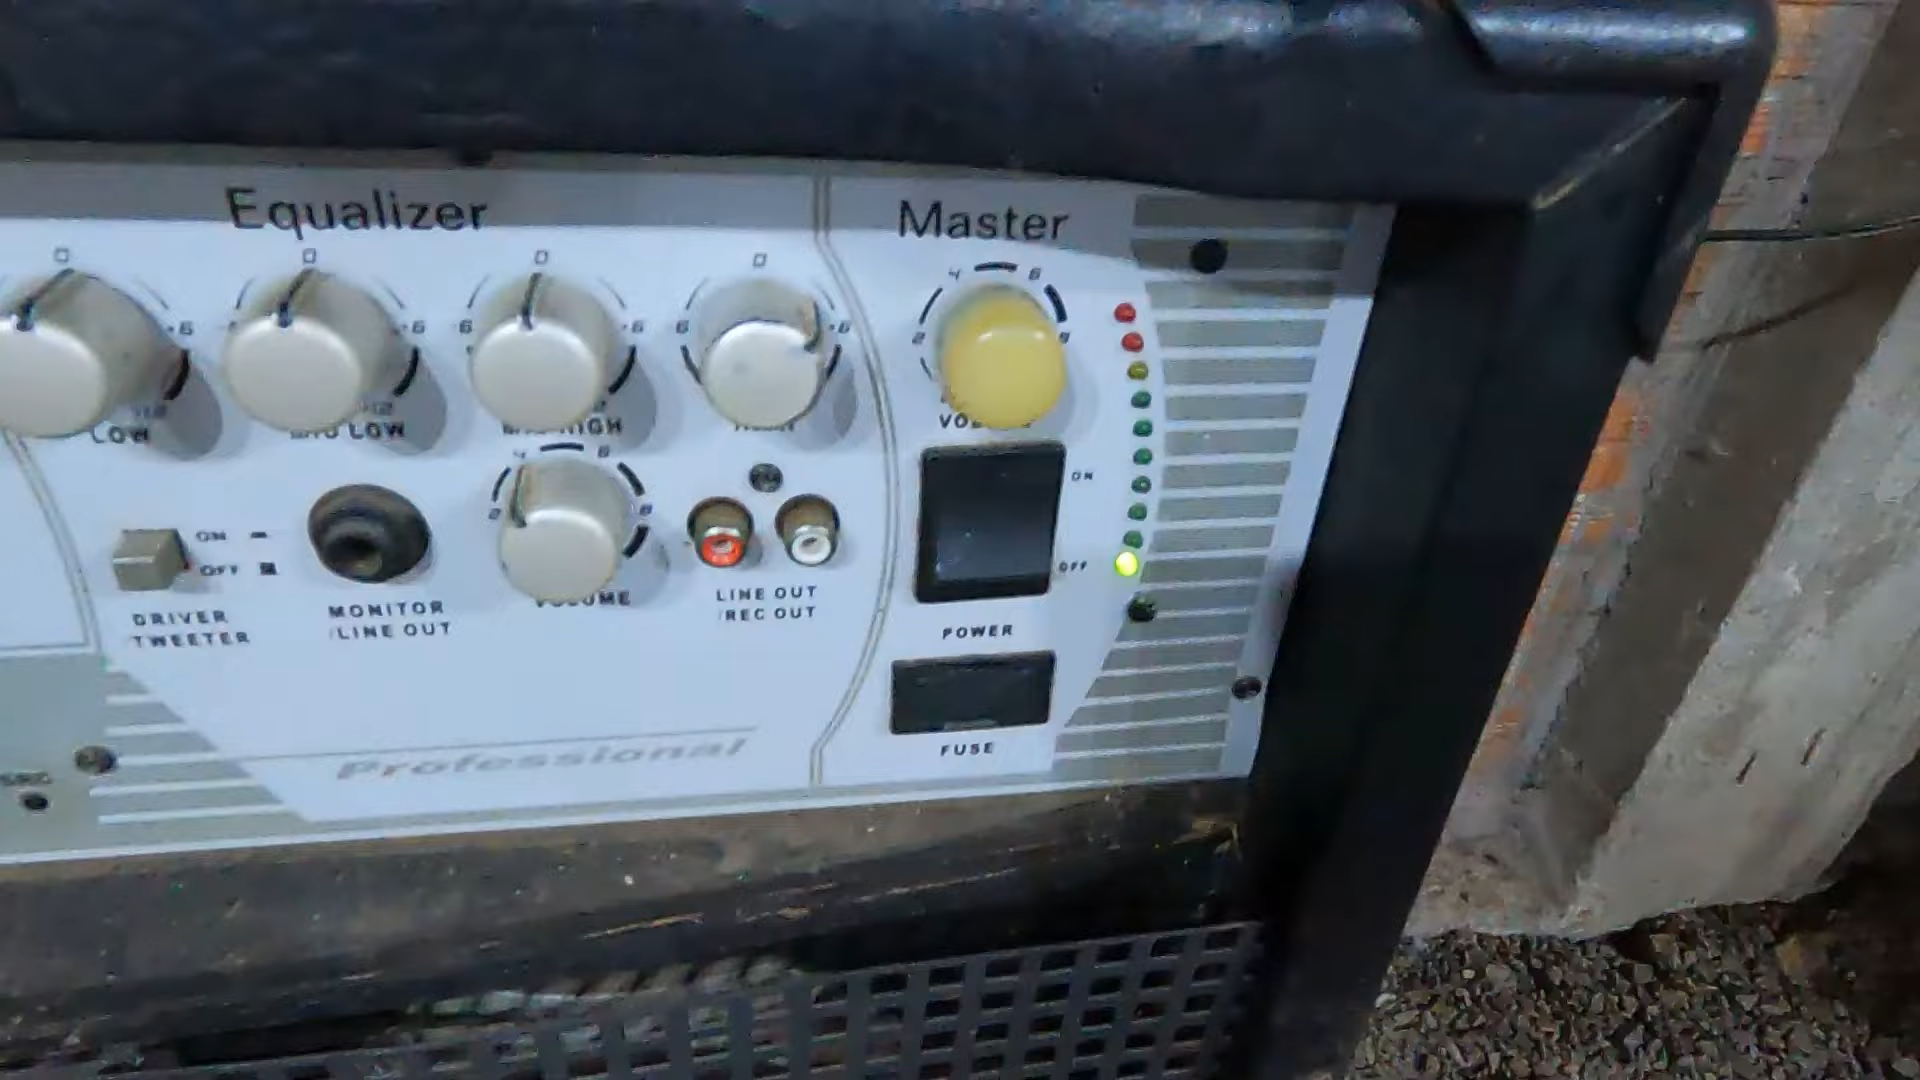 Equalizer
Master
0
0
0
0
4
6
6
6
6
6
6
6
2
8
LOW
LOW
VOLUME
4
6
2
8
ON
OFF
ON
OFF
VOLUME
DRIVER
/TWEETER
MONITOR
/LINE OUT
LINE OUT
/REC OUT
POWER
FUSE
Professional